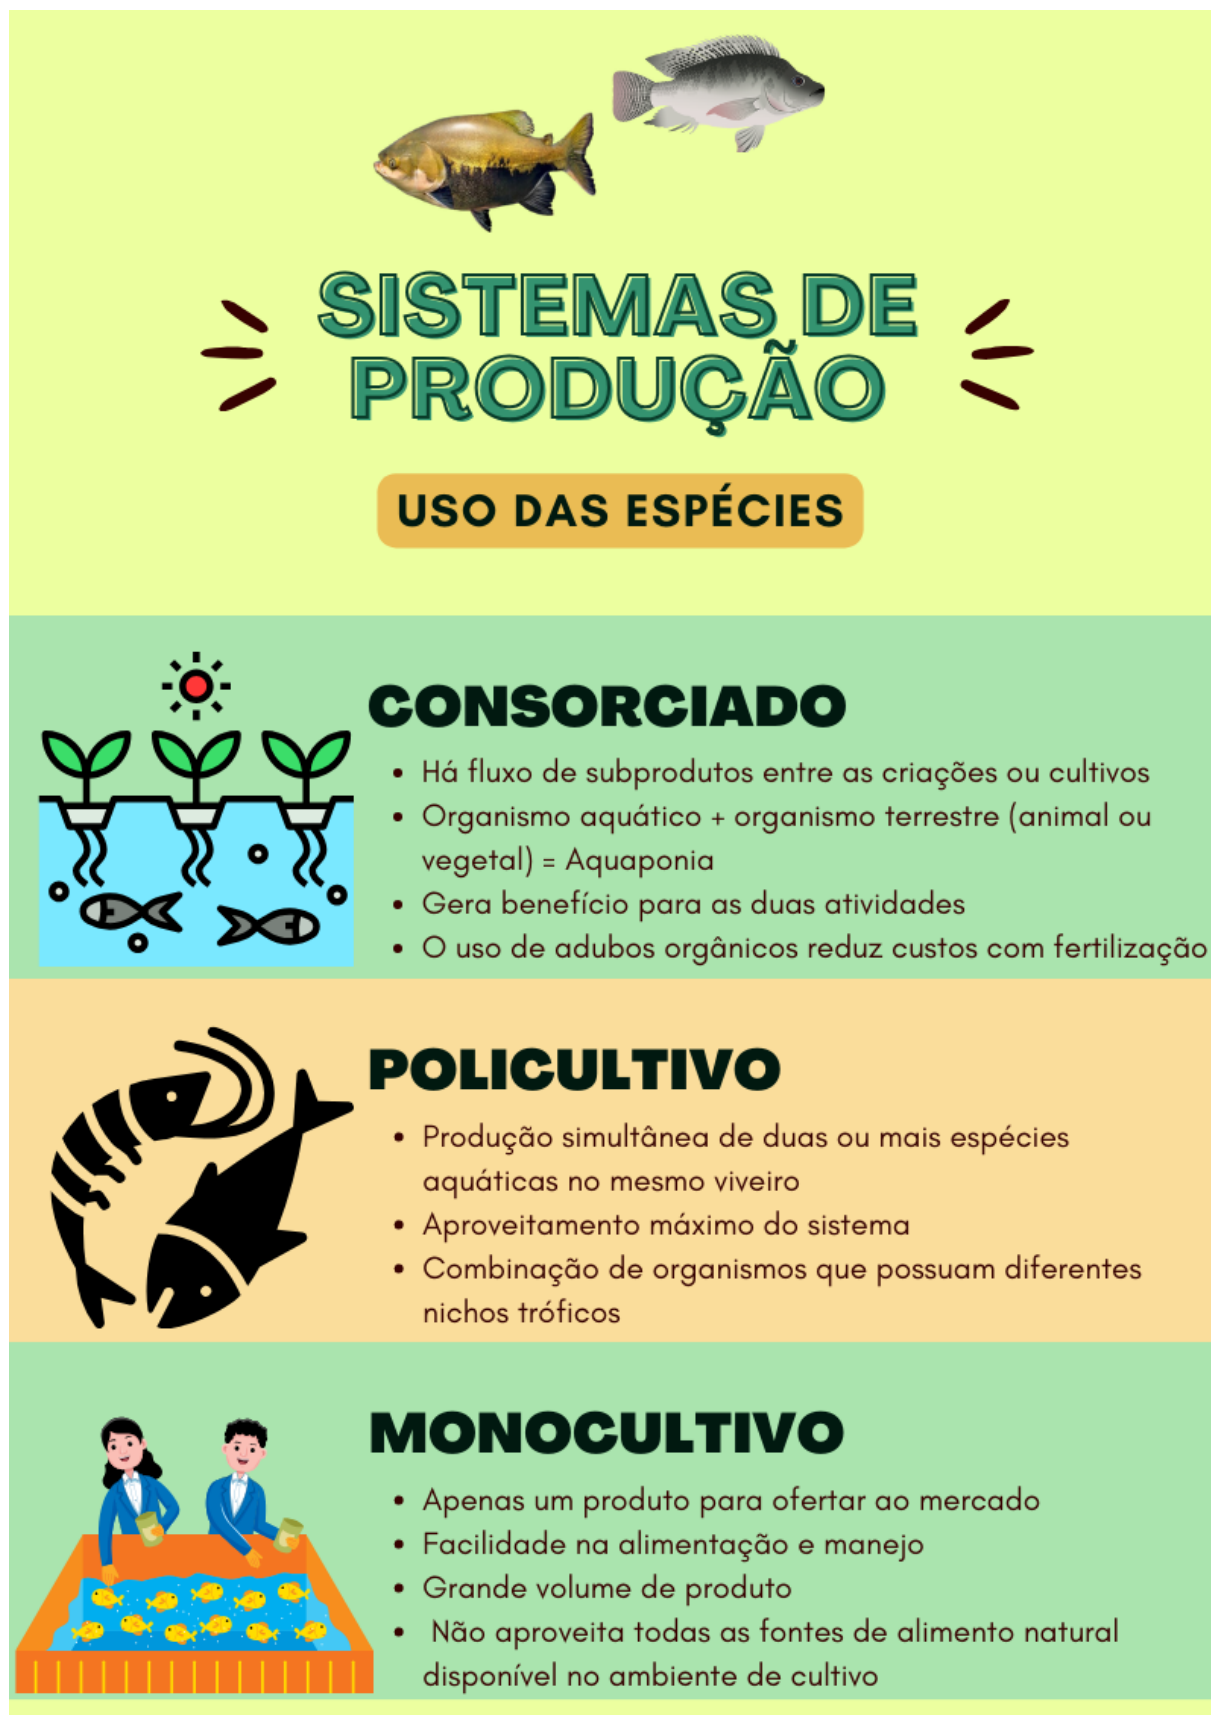 SISTEMAS DE
PRODUÇÃO
USO DAS ESPÉCIES
CONSORCIADO
• Há fluxo de subprodutos entre as criações ou cultivos
• Organismo aquático + organismo terrestre (animal ou
vegetal) = Aquaponia
• Gera benefício para as duas atividades
• O uso de adubos orgânicos reduz custos com fertilização
POLICULTIVO
• Produção simultânea de duas ou mais espécies
aquáticas no mesmo viveiro
• Aproveitamento máximo do sistema
• Combinação de organismos que possuam diferentes
nichos tróficos
MONOCULTIVO
• Apenas um produto para ofertar ao mercado
• Facilidade na alimentação e manejo
• Grande volume de produto
• Não aproveita todas as fontes de alimento natural
disponível no ambiente de cultivo